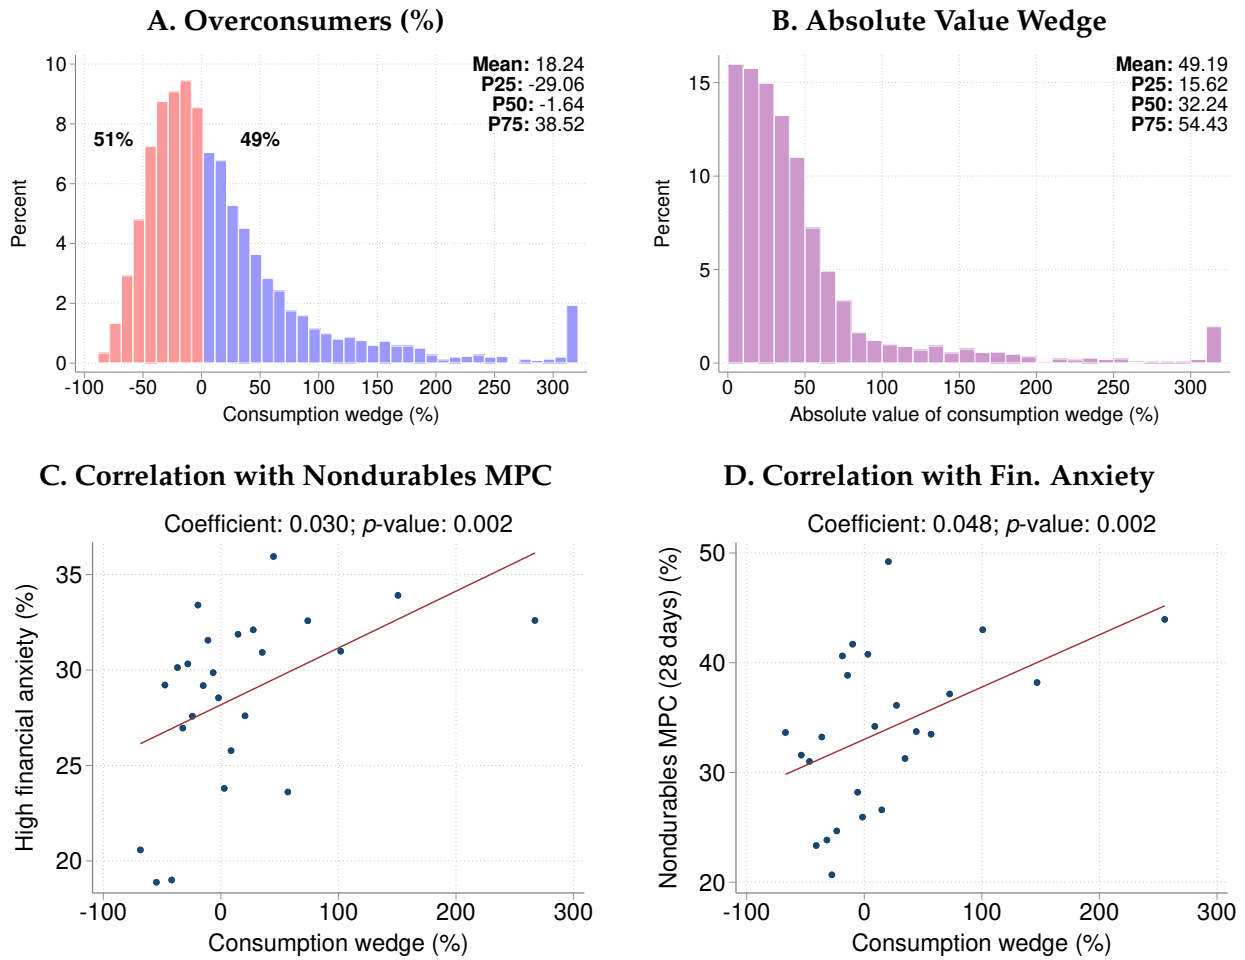 A. Overconsumers (%)
Mean: 18.24
P25: -29.06
P50: -1.64
P75: 38.52
51%
49%
Percent
10
8
6
4
2
0
-100
-50
0
50
100
150
200
250
300
Consumption wedge (%)
B. Absolute Value Wedge
Mean: 49.19
P25: 15.62
P50: 32.24
P75: 54.43
Percent
15
10
5
0
0
50
100
150
200
250
300
Absolute value of consumption wedge (%)
C. Correlation with Nondurables MPC
Coefficient: 0.030; p-value: 0.002
High financial anxiety (%)
35
30
25
20
-100
0
100
200
300
Consumption wedge (%)
D. Correlation with Fin. Anxiety
Coefficient: 0.048; p-value: 0.002
Nondurables MPC (28 days) (%)
50
40
30
20
-100
0
100
200
300
Consumption wedge (%)